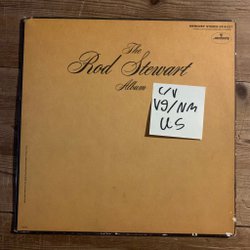 The
Rod Stewart
Album
C/V
VG/NM
US